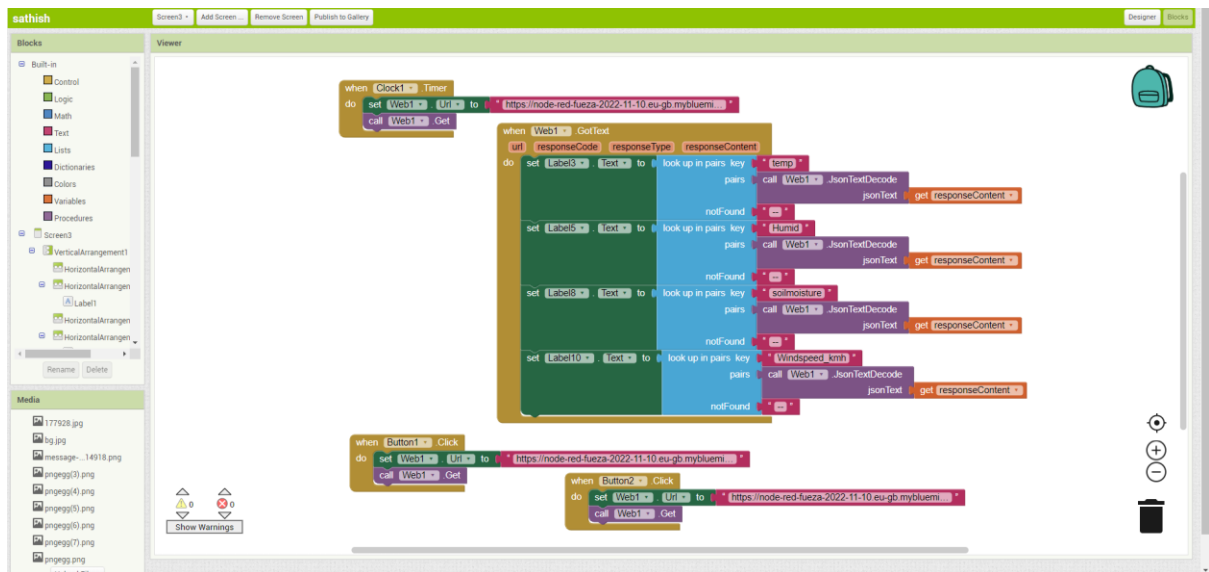 sathish Screen3 Add Screen ... Remove Screen Publish to Gallery Designer Blocks
Blocks
Built-in
Control
Logic
Math
Text
Lists
Dictionaries
Colors
Variables
Procedures
Screen3
VerticalArrangement1
HorizontalArrangen
HorizontalArrangen
Label1
HorizontalArrangen
HorizontalArrangen
Rename Delete
Media
177928.jpg
bg.jpg
message-...14918.png
pngegg(3).png
pngegg(4).png
pngegg(5).png
pngegg(6).png
pngegg(7).png
pngegg.png
Viewer
when Clock1 .Timer
do set Web1 . Url to " https://node-red-fueza-2022-11-10.eu-gb.mybluemi... "
call Web1 .Get
when Web1 .GotText
url responseCode responseType responseContent
do set Label3 . Text to look up in pairs key " temp "
pairs call Web1 .JsonTextDecode
jsonText get responseContent
notFound " -- "
set Label5 . Text to look up in pairs key " Humid "
pairs call Web1 .JsonTextDecode
jsonText get responseContent
notFound " -- "
set Label8 . Text to look up in pairs key " soilmoisture "
pairs call Web1 .JsonTextDecode
jsonText get responseContent
notFound " -- "
set Label10 . Text to look up in pairs key " Windspeed_kmh "
pairs call Web1 .JsonTextDecode
jsonText get responseContent
notFound " -- "
when Button1 .Click
do set Web1 . Url to " https://node-red-fueza-2022-11-10.eu-gb.mybluemi... "
call Web1 .Get
when Button2 .Click
do set Web1 . Url to " https://node-red-fueza-2022-11-10.eu-gb.mybluemi... "
call Web1 .Get
0 0
Show Warnings